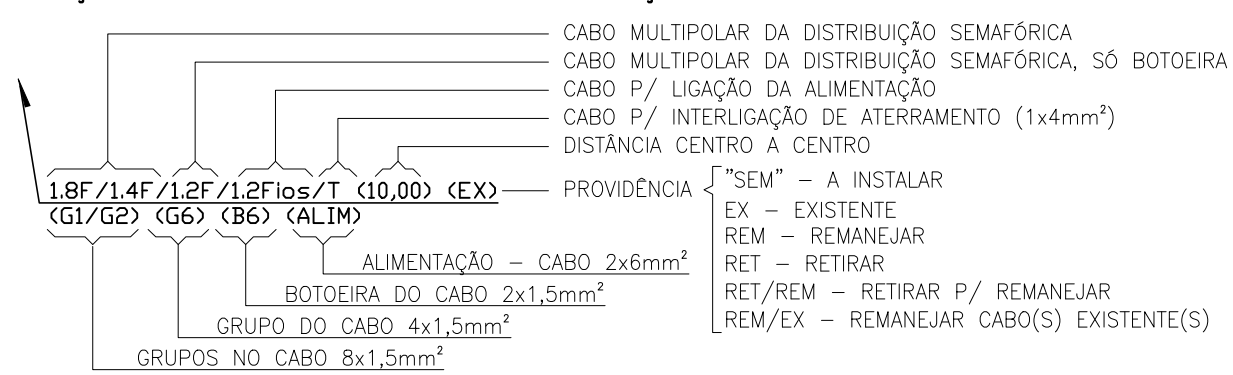 CABO MULTIPOLAR DA DISTRIBUIÇÃO SEMAFÓRICA
CABO MULTIPOLAR DA DISTRIBUIÇÃO SEMAFÓRICA, SÓ BOTOEIRA
CABO P/ LIGAÇÃO DA ALIMENTAÇÃO
CABO P/ INTERLIGAÇÃO DE ATERRAMENTO (1x4mm²)
DISTÂNCIA CENTRO A CENTRO
1.8F/1.4F/1.2F/1.2Fios/T (10,00) (EX)
PROVIDÊNCIA
"SEM" – A INSTALAR
EX – EXISTENTE
REM – REMANEJAR
RET – RETIRAR
RET/REM – RETIRAR P/ REMANEJAR
REM/EX – REMANEJAR CABO(S) EXISTENTE(S)
(G1/G2) (G6) (B6) (ALIM)
ALIMENTAÇÃO – CABO 2x6mm²
BOTOEIRA DO CABO 2x1,5mm²
GRUPO DO CABO 4x1,5mm²
GRUPOS NO CABO 8x1,5mm²